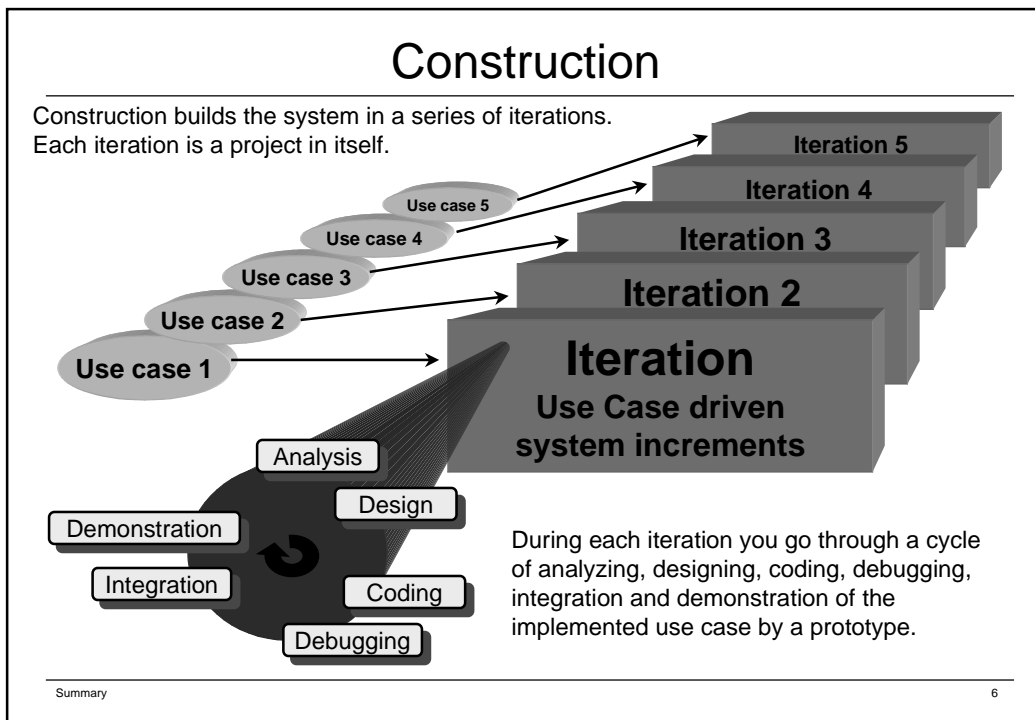 Construction
Construction builds the system in a series of iterations.
Each iteration is a project in itself.
Iteration 5
Iteration 4
Iteration 3
Iteration 2
Iteration
Use Case driven
system increments
Use case 5
Use case 4
Use case 3
Use case 2
Use case 1
Analysis
Design
Demonstration
Integration
Coding
Debugging
During each iteration you go through a cycle
of analyzing, designing, coding, debugging,
integration and demonstration of the
implemented use case by a prototype.
Summary
6